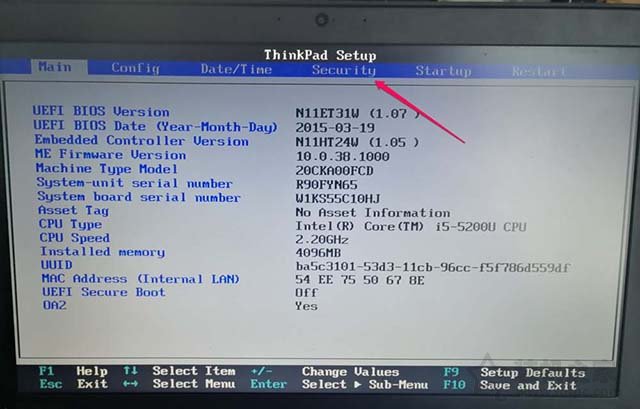 ThinkPad Setup
Main Config Date/Time Security Startup Restart
UEFI BIOS Version N11ET31W (1.07 )
UEFI BIOS Date (Year-Month-Day) 2015-03-19
Embedded Controller Version N11HT24W (1.05 )
ME Firmware Version 10.0.38.1000
Machine Type Model 20CKA00FCD
System-unit serial number R90FYN65
System board serial number W1KS55C10HJ
Asset Tag No Asset Information
CPU Type Intel(R) Core(TM) i5-5200U CPU
CPU Speed 2.20GHz
Installed memory 4096MB
UUID ba5c3101-53d3-11cb-96cc-f5f786d559df
MAC Address (Internal LAN) 54 EE 75 50 67 8E
UEFI Secure Boot Off
OA2 Yes
F1 Help ↑↓ Select Item +/- Change Values F9 Setup Defaults
Esc Exit ←→ Select Menu Enter Select ▶ Sub-Menu F10 Save and Exit